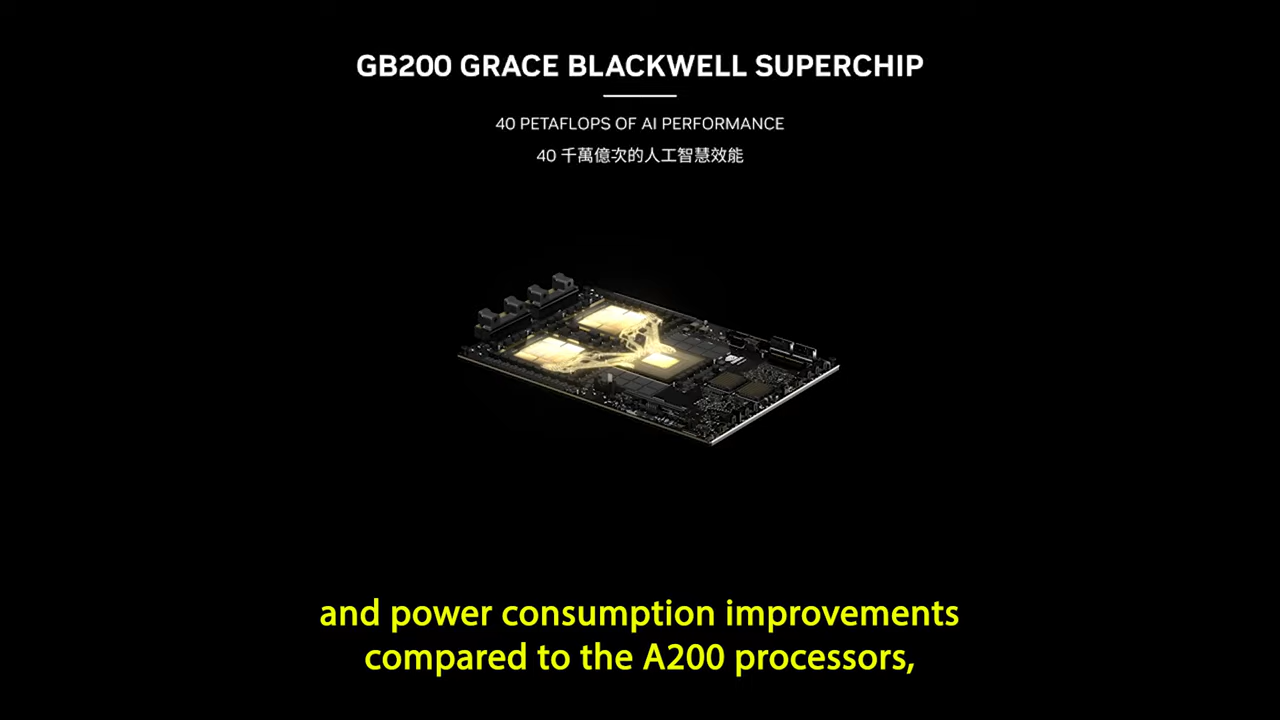 GB200 GRACE BLACKWELL SUPERCHIP
40 PETAFLOPS OF AI PERFORMANCE
40 千萬億次的人工智慧效能
and power consumption improvements
compared to the A200 processors,